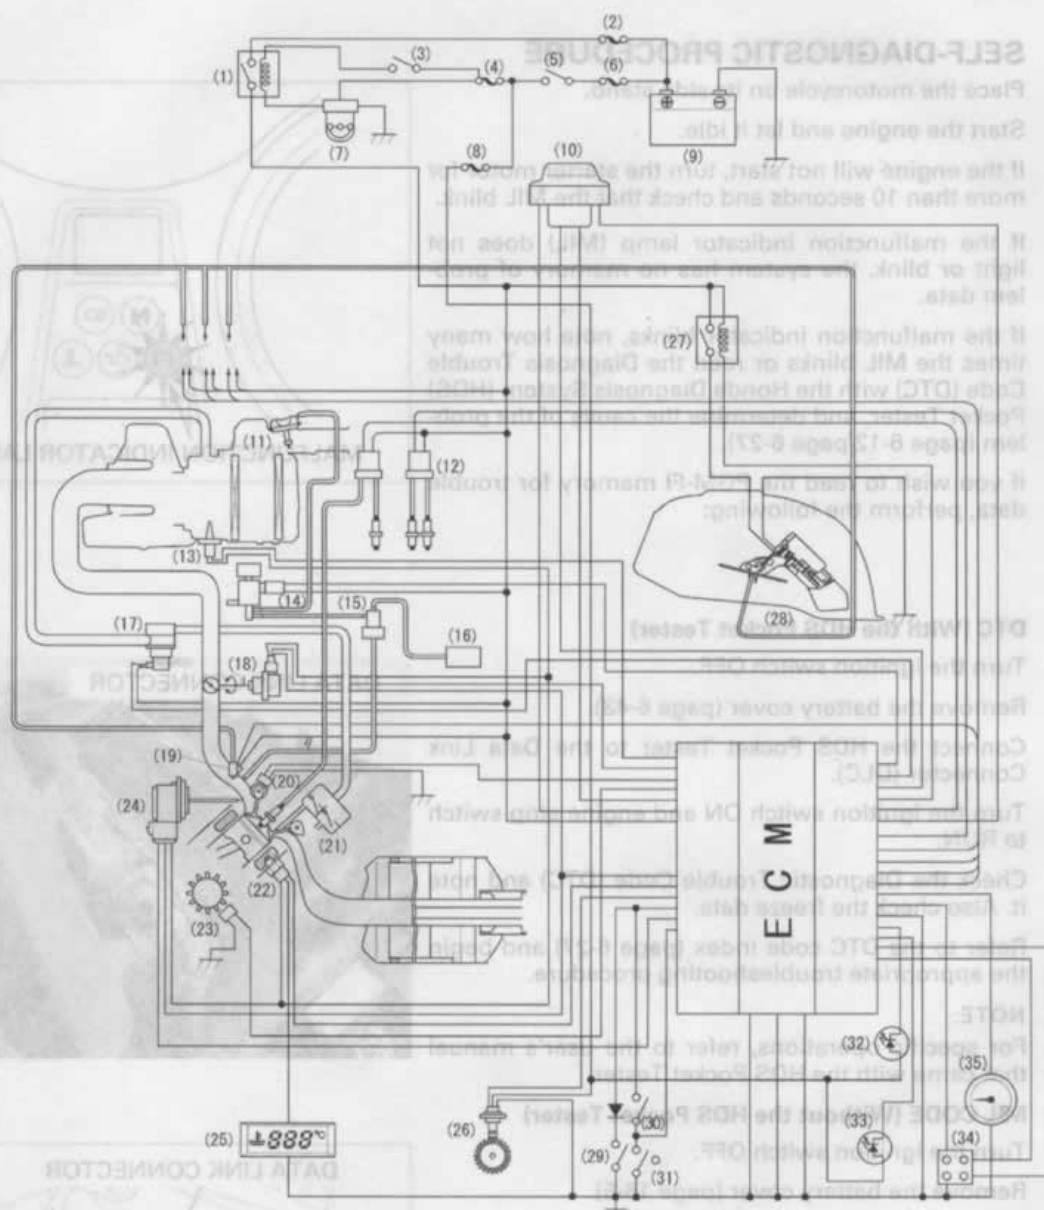 (1)
(2)
(3)
(4)
(5)
(6)
(7)
(8)
(9)
(10)
(11)
(12)
(13)
(14)
(15)
(16)
(17)
(18)
(19)
(20)
(21)
(22)
(23)
(24)
(25)
°C
(26)
(27)
(28)
ECM
(29)
(30)
(31)
(32)
(33)
(34)
(35)
SELF-DIAGNOSTIC PROCEDURE
Place the motorcycle on its side stand.
Start the engine and let it idle.
If the engine will not start, turn the starter motor for
more than 10 seconds and check that the MIL blink.
If the malfunction indicator lamp (MIL) does not
light or blink, the system has no memory of prob-
lem data.
If the malfunction indicator blinks, note how many
times the MIL blinks or read the Diagnosis Trouble
Code (DTC) with the Honda Diagnosis System (HDS)
Pocket Tester, and determine the cause of the prob-
lem (page 6-12 page 6-27).
If you wish to read the PGM-FI memory for trouble
data, perform the following:
MALFUNCTION INDICATOR LA
DTC (With the HDS Pocket Tester)
Turn the ignition switch OFF.
Remove the battery cover
Connect the HDS Pocket Tester to the Data Link
Connector (DLC).
DATA LINK CONNECTOR
Turn the ignition switch ON and engine stop switch
to RUN.
Check the Diagnostic Trouble Code (DTC) and note
it. Also check the freeze data.
Refer to the DTC code index (page 6-27) and begin
the appropriate troubleshooting procedure.
NOTE
For specific operations, refer to the user's manual
that came with the HDS Pocket Tester.
MIL CODE (Without the HDS Pocket Tester)
Turn the ignition switch OFF.
Remove the battery cover
DATA LINK CONNECTOR